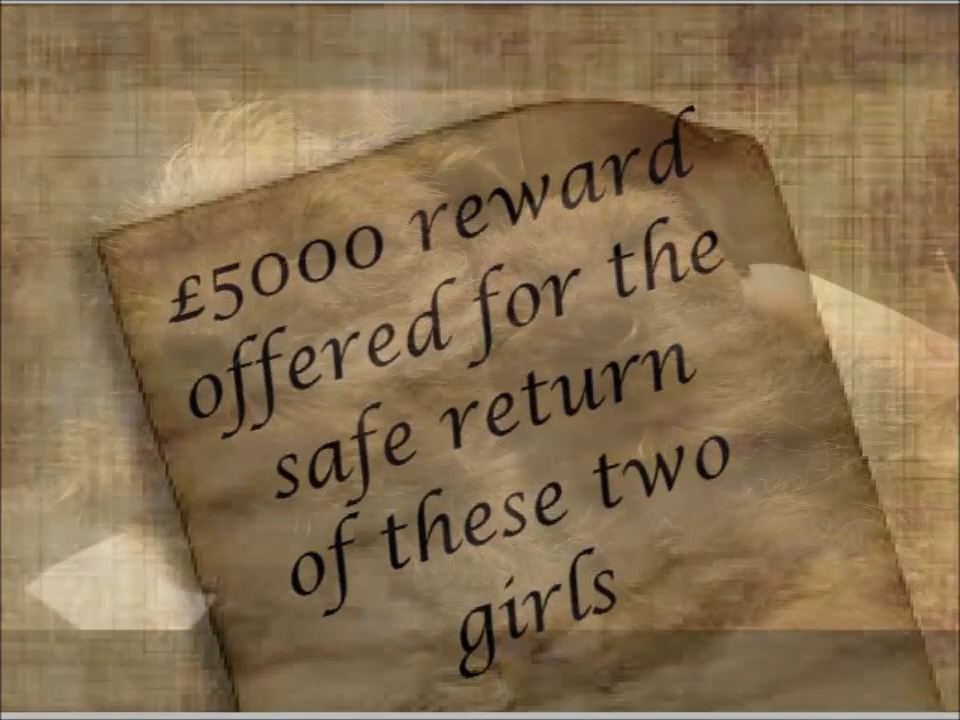 £5000 reward
offered for the
safe return
of these two
girls